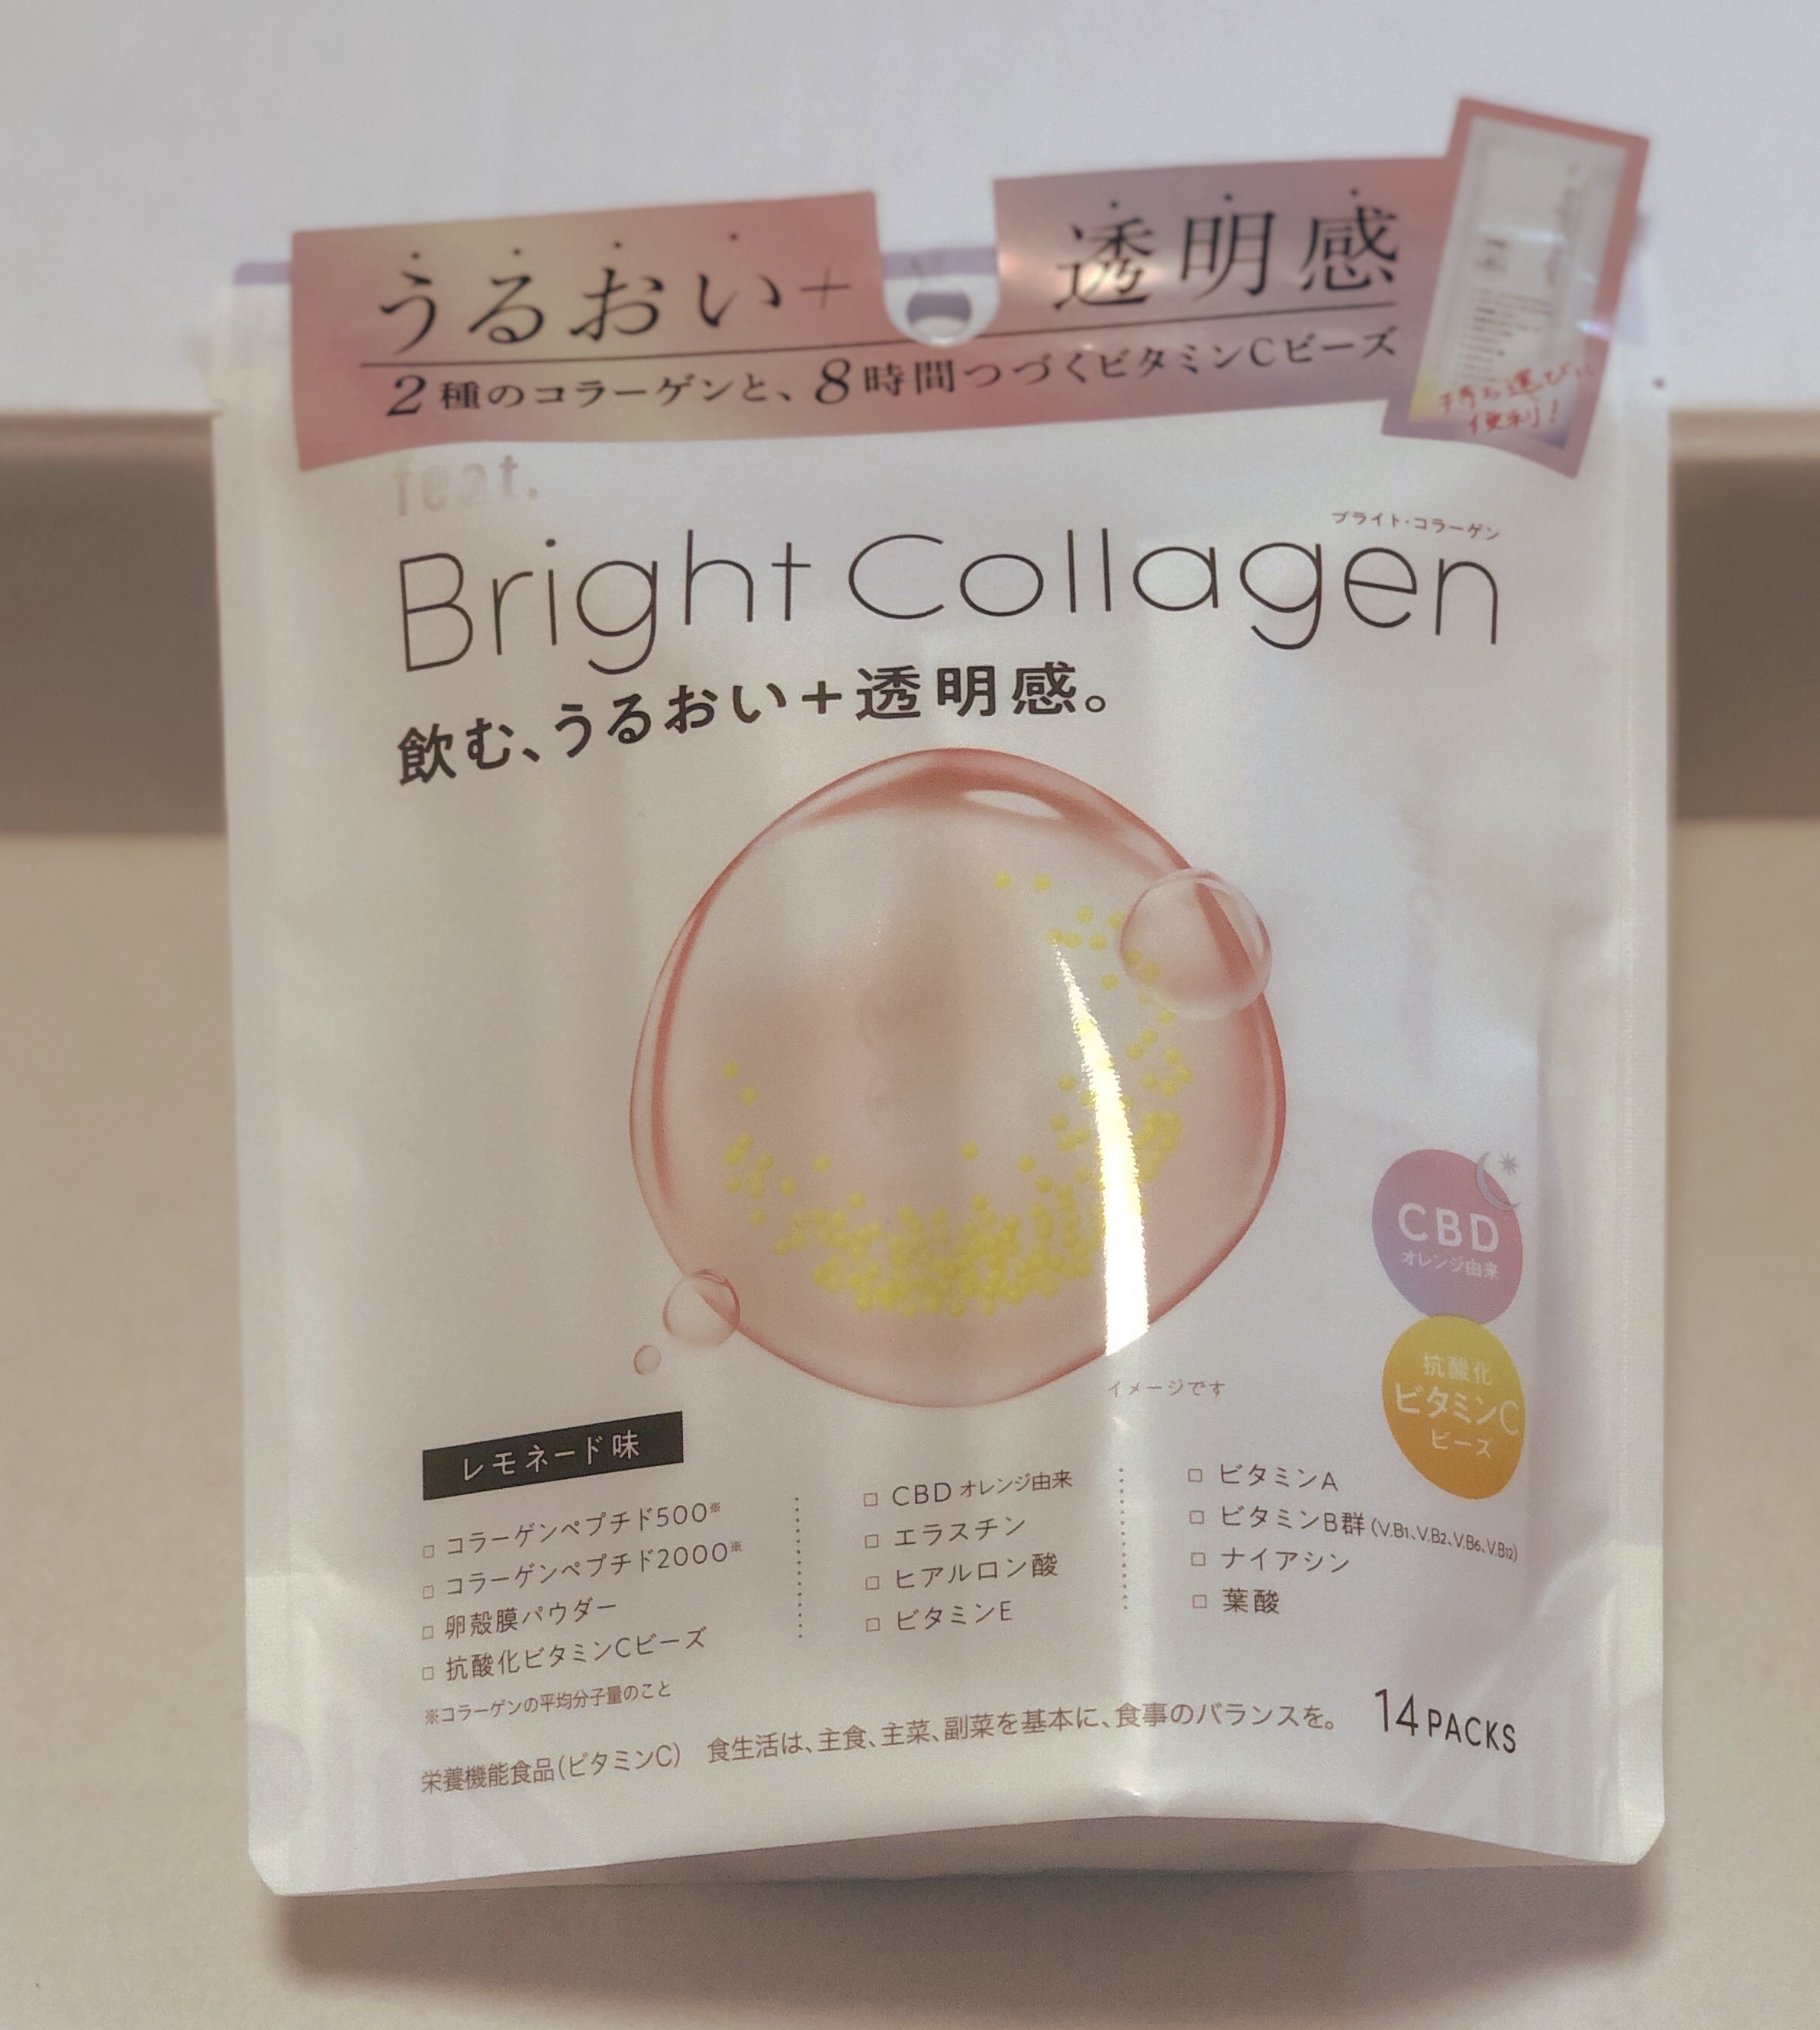 うるおい+ 透明感
2種のコラーゲンと、8時間つづくビタミンCビーズ
持ち運びに
便利!
feat.
ブライト・コラーゲン
Bright Collagen
飲む、うるおい+透明感。
CBD
オレンジ由来
抗酸化
ビタミンC
ビーズ
イメージです
レモネード味
□ コラーゲンペプチド500※
□ コラーゲンペプチド2000※
□ 卵殻膜パウダー
□ 抗酸化ビタミンCビーズ
※コラーゲンの平均分子量のこと
□ CBD オレンジ由来
□ エラスチン
□ ヒアルロン酸
□ ビタミンE
□ ビタミンA
□ ビタミンB群(V.B1、V.B2、V.B6、V.B12)
□ ナイアシン
□ 葉酸
栄養機能食品(ビタミンC) 食生活は、主食、主菜、副菜を基本に、食事のバランスを。
14 PACKS